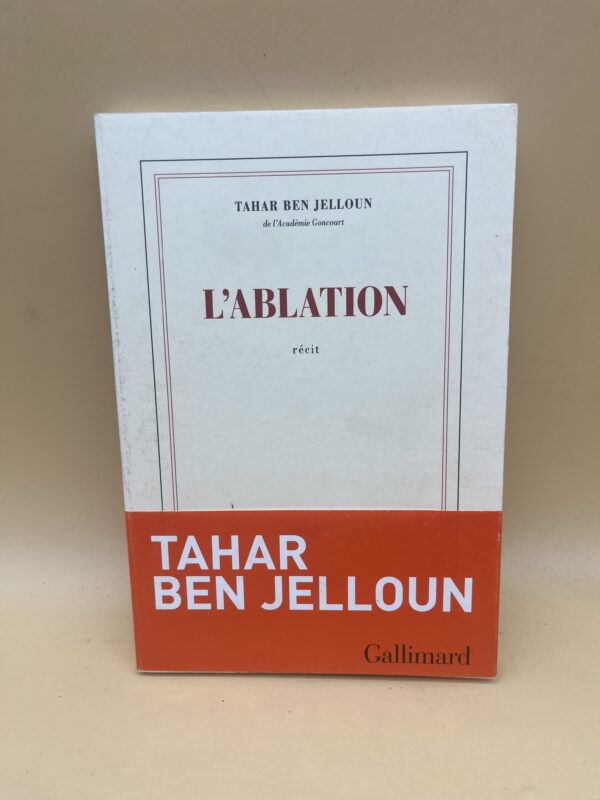 TAHAR BEN JELLOUN
de l'Académie Goncourt
L'ABLATION
récit
TAHAR
BEN JELLOUN
Gallimard